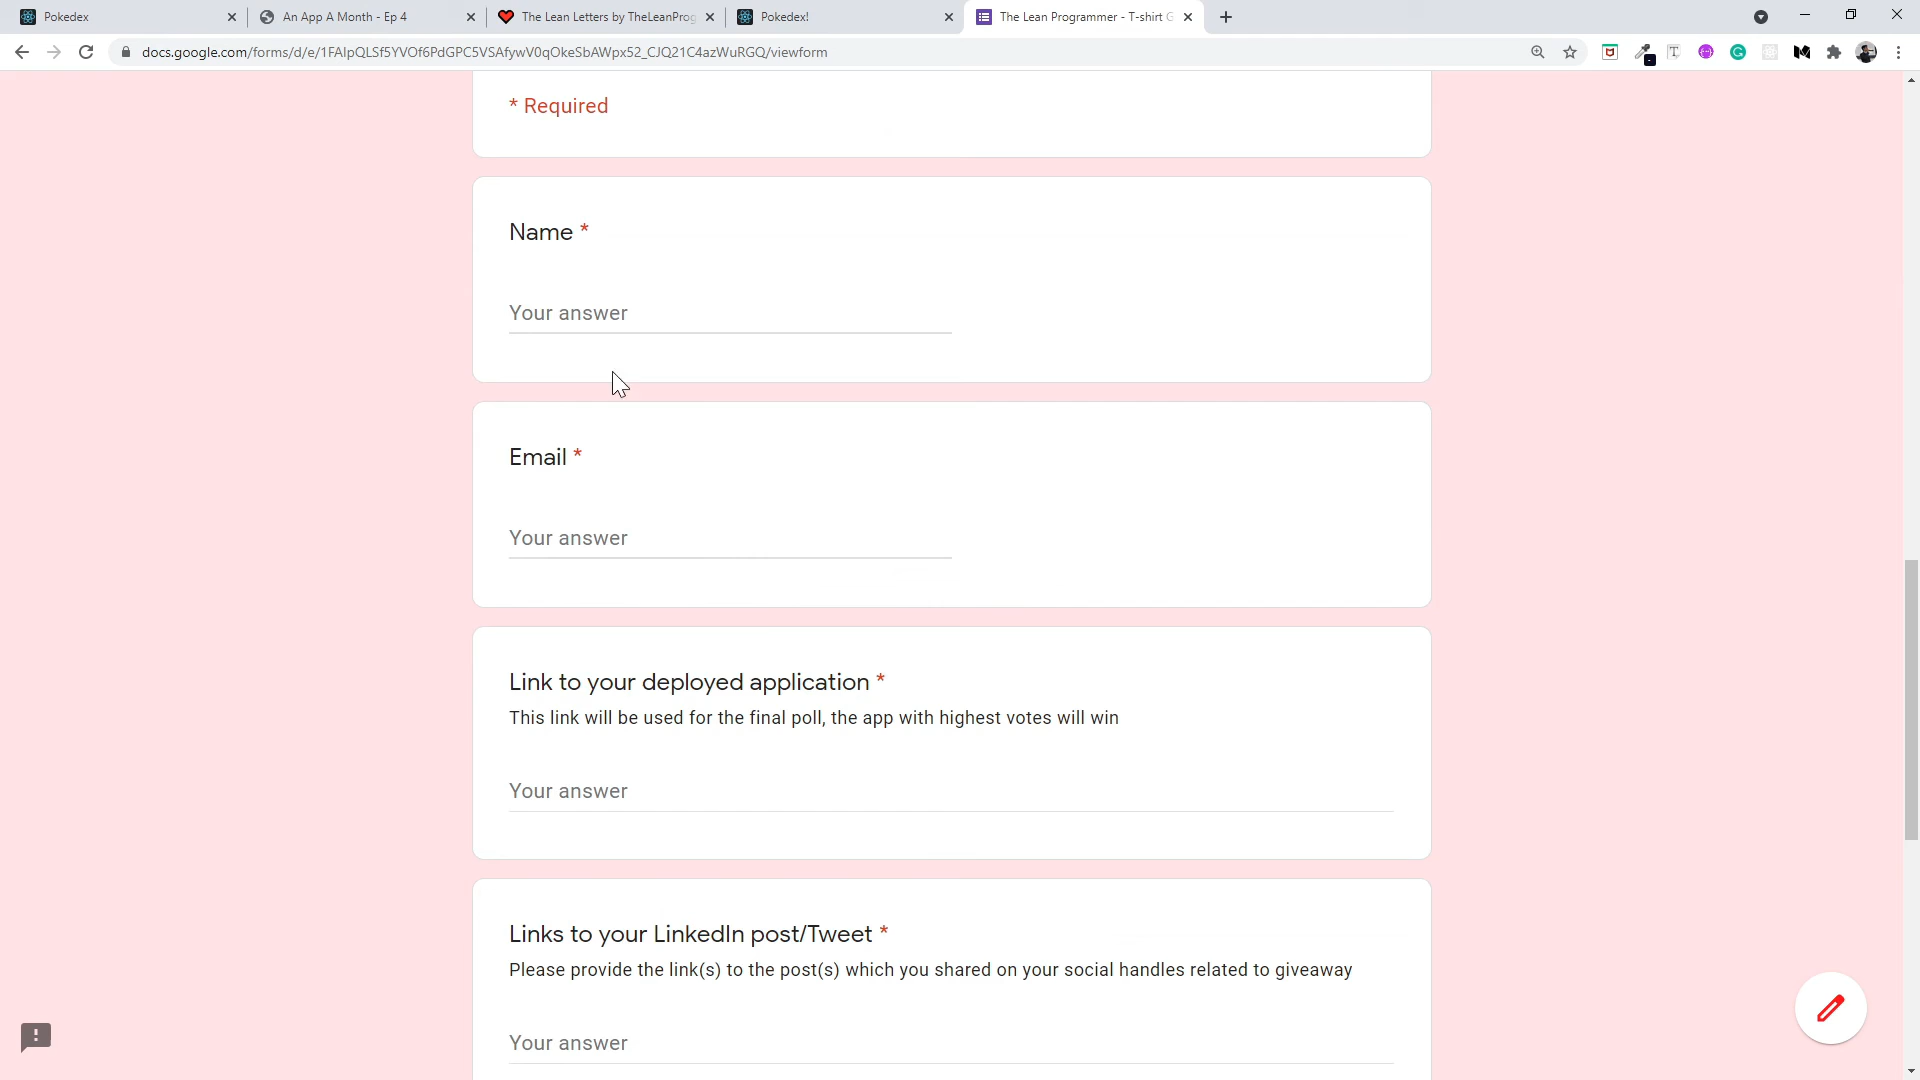 Pokedex
An App A Month - Ep 4
The Lean Letters by TheLeanProg
Pokedex!
The Lean Programmer - T-shirt G
docs.google.com/forms/d/e/1FAIpQLSf5YVOf6PdGPC5VSAfywV0qOkeSbAWpx52_CJQ21C4azWuRGQ/viewform
* Required
Name *
Your answer
Email *
Your answer
Link to your deployed application *
This link will be used for the final poll, the app with highest votes will win
Your answer
Links to your LinkedIn post/Tweet *
Please provide the link(s) to the post(s) which you shared on your social handles related to giveaway
Your answer